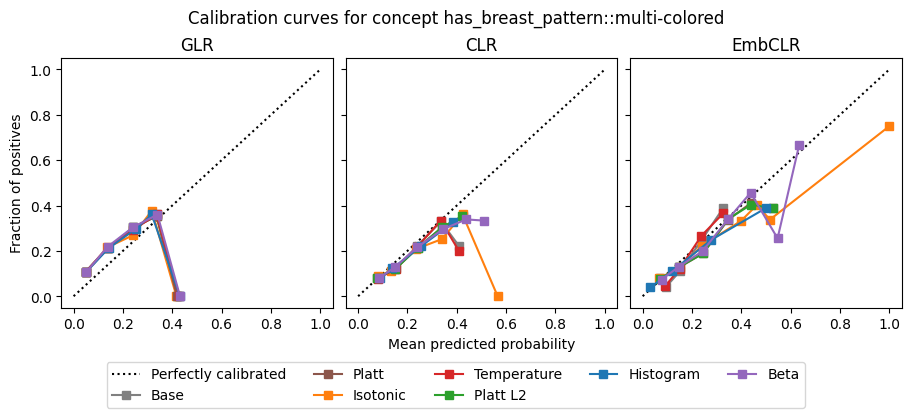 Calibration curves for concept has_breast_pattern::multi-colored
GLR
CLR
EmbCLR
Fraction of positives
1.0
0.8
0.6
0.4
0.2
0.0
0.0 0.2 0.4 0.6 0.8 1.0
0.0 0.2 0.4 0.6 0.8 1.0
0.0 0.2 0.4 0.6 0.8 1.0
Mean predicted probability
Perfectly calibrated
Base
Platt
Isotonic
Temperature
Platt L2
Histogram
Beta